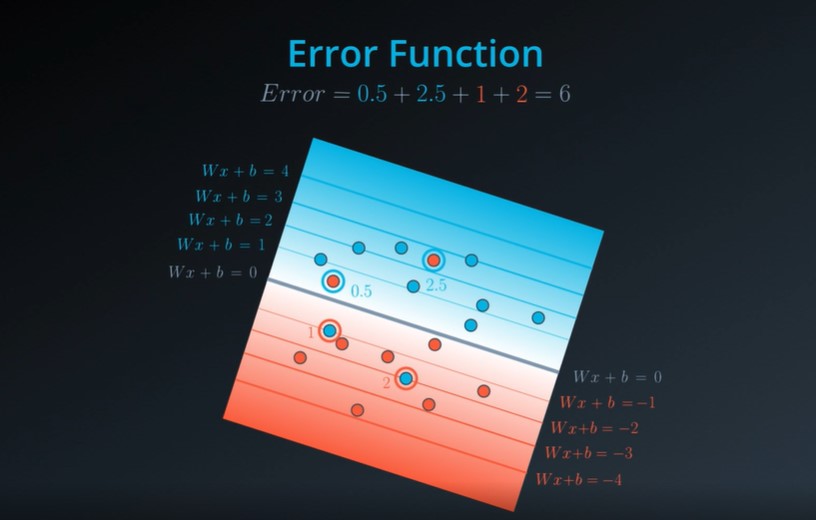 Error Function
Error = 0.5 + 2.5 + 1 + 2 = 6
Wx + b = 4
Wx + b = 3
Wx + b = 2
Wx + b = 1
Wx + b = 0
0.5
2.5
1
2
Wx + b = 0
Wx + b = −1
Wx+b = −2
Wx+b = −3
Wx+b = −4